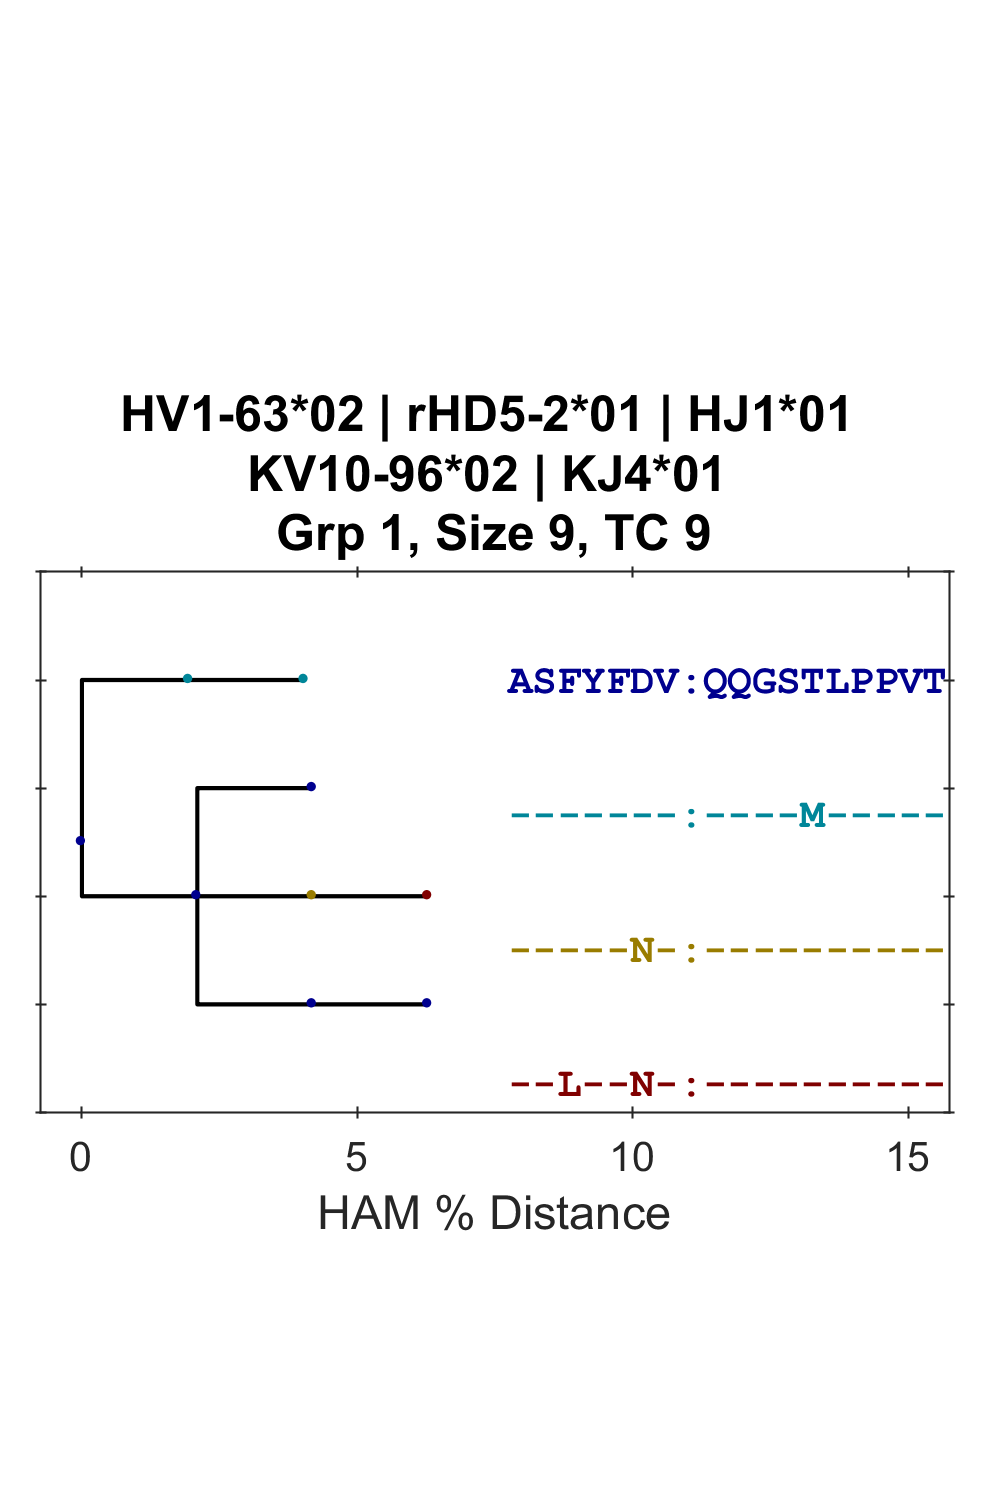 HV1-63*02 | rHD5-2*01 | HJ1*01
KV10-96*02 | KJ4*01
Grp 1, Size 9, TC 9
ASFYFDV:QQGSTLPPVT
-------:----M-----
-----N-:----------
--L--N-:----------
0 5 10 15
HAM % Distance